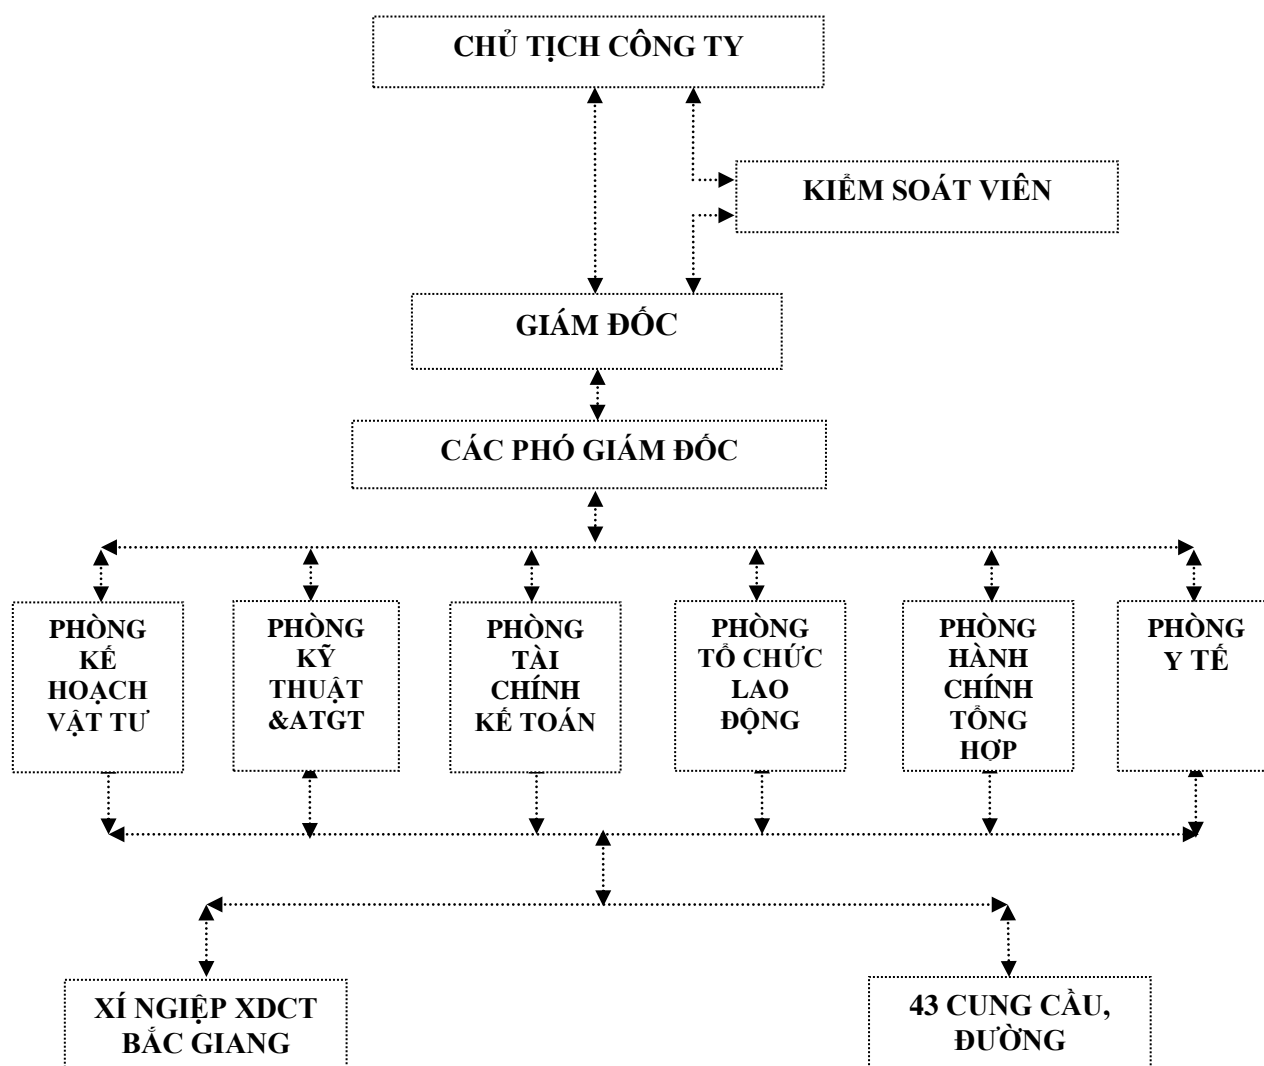 CHỦ TỊCH CÔNG TY
KIỂM SOÁT VIÊN
GIÁM ĐỐC
CÁC PHÓ GIÁM ĐỐC
PHÒNG
KẾ
HOẠCH
VẬT TƯ
PHÒNG
KỸ
THUẬT
&ATGT
PHÒNG
TÀI
CHÍNH
KẾ TOÁN
PHÒNG
TỔ CHỨC
LAO
ĐỘNG
PHÒNG
HÀNH
CHÍNH
TỔNG
HỢP
PHÒNG
Y TẾ
XÍ NGIỆP XDCT
BẮC GIANG
43 CUNG CẦU,
ĐƯỜNG